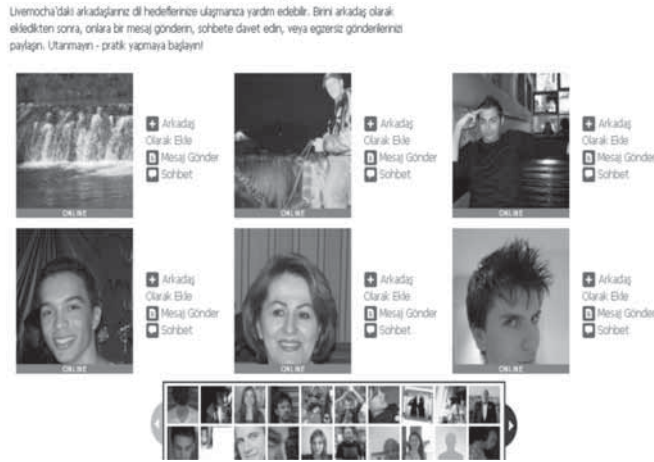 Livemocha'daki arkadaşlarınız dil hedeflerinize ulaşmanıza yardım edebilir. Birini arkadaş olarak
ekledikten sonra, onlara bir mesaj gönderin, sohbete davet edin, veya egzersiz gönderilerinizi
paylaşın. Utanmayın - pratik yapmaya başlayın!
Arkadaş
Olarak Ekle
Mesaj Gönder
Sohbet
ONLINE
Arkadaş
Olarak Ekle
Mesaj Gönder
Sohbet
ONLINE
Arkadaş
Olarak Ekle
Mesaj Gönder
Sohbet
ONLINE
Arkadaş
Olarak Ekle
Mesaj Gönder
Sohbet
ONLINE
Arkadaş
Olarak Ekle
Mesaj Gönder
Sohbet
ONLINE
Arkadaş
Olarak Ekle
Mesaj Gönder
Sohbet
ONLINE